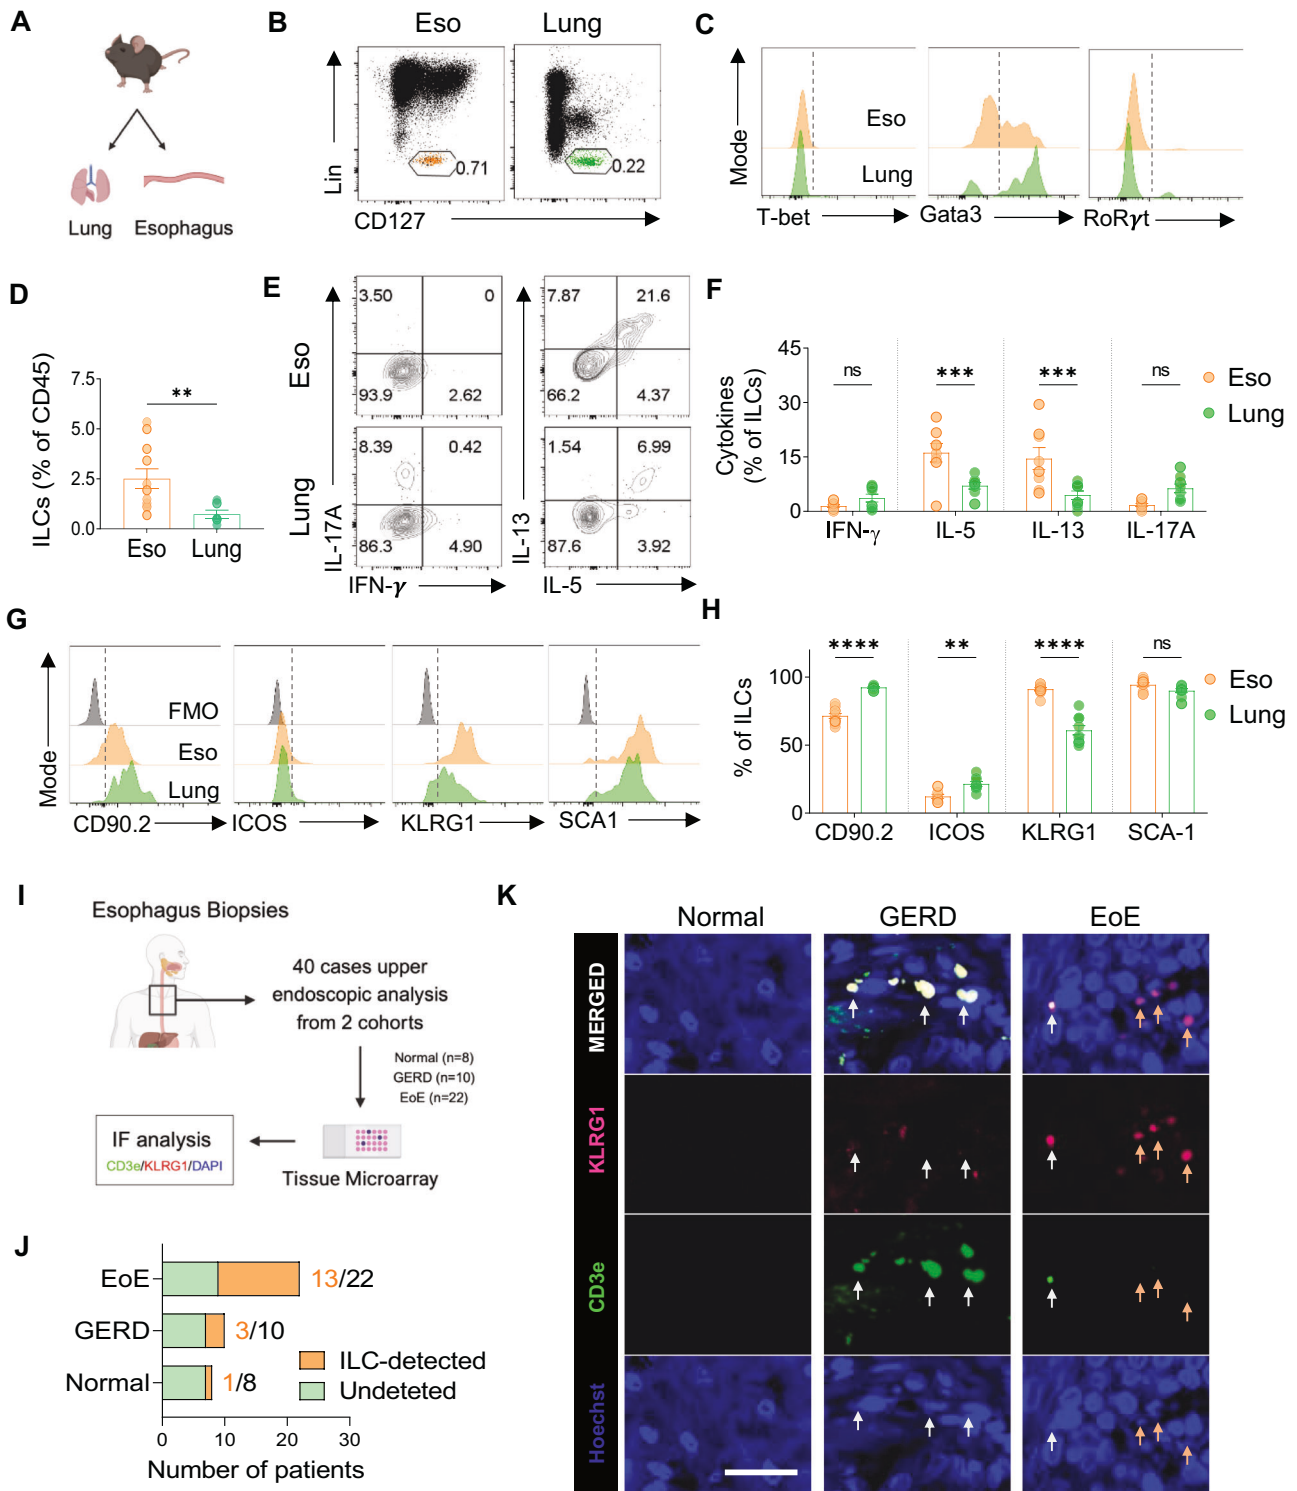 A
Lung
Esophagus
B
Eso
Lung
Lin
0.71
0.22
CD127
C
Mode
Eso
Lung
T-bet
Gata3
RoRγt
D
ILCs (% of CD45)
7.5
5.0
2.5
0.0
**
Eso
Lung
E
Eso
Lung
IL-17A
IL-13
3.50
0
93.9
2.62
7.87
21.6
66.2
4.37
8.39
0.42
86.3
4.90
1.54
6.99
87.6
3.92
IFN-γ
IL-5
F
Cytokines
(% of ILCs)
45
30
15
0
ns
***
***
ns
Eso
Lung
IFN-γ
IL-5
IL-13
IL-17A
G
Mode
FMO
Eso
Lung
CD90.2
ICOS
KLRG1
SCA1
H
% of ILCs
100
50
0
****
**
****
ns
Eso
Lung
CD90.2
ICOS
KLRG1
SCA-1
I
Esophagus Biopsies
40 cases upper
endoscopic analysis
from 2 cohorts
Normal (n=8)
GERD (n=10)
EoE (n=22)
IF analysis
CD3e/KLRG1/DAPI
Tissue Microarray
J
EoE
13/22
GERD
3/10
Normal
1/8
ILC-detected
Undeteted
0
10
20
30
Number of patients
K
Normal
GERD
EoE
MERGED
KLRG1
CD3e
Hoechst